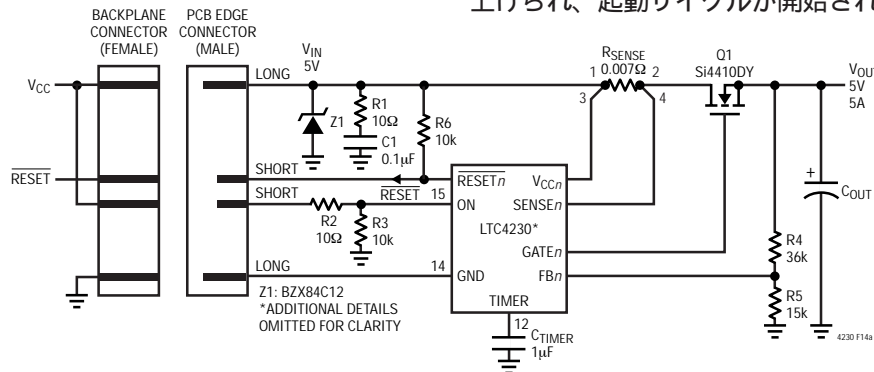 上げられ、起動サイクルが開始され
BACKPLANE
CONNECTOR
(FEMALE)
PCB EDGE
CONNECTOR
(MALE)
VIN
5V
LONG
RSENSE
0.007Ω
1
2
3
4
Q1
Si4410DY
VOUT
5V
5A
VCC
R1
10Ω
Z1
C1
0.1µF
R6
10k
SHORT
RESET
RESET
15
SHORT
R2
10Ω
R3
10k
RESETn
VCCn
ON
SENSEn
LTC4230*
GATEn
GND
FBn
TIMER
+
COUT
R4
36k
R5
15k
LONG
14
Z1: BZX84C12
*ADDITIONAL DETAILS
OMITTED FOR CLARITY
12
CTIMER
1µF
4230 F14a